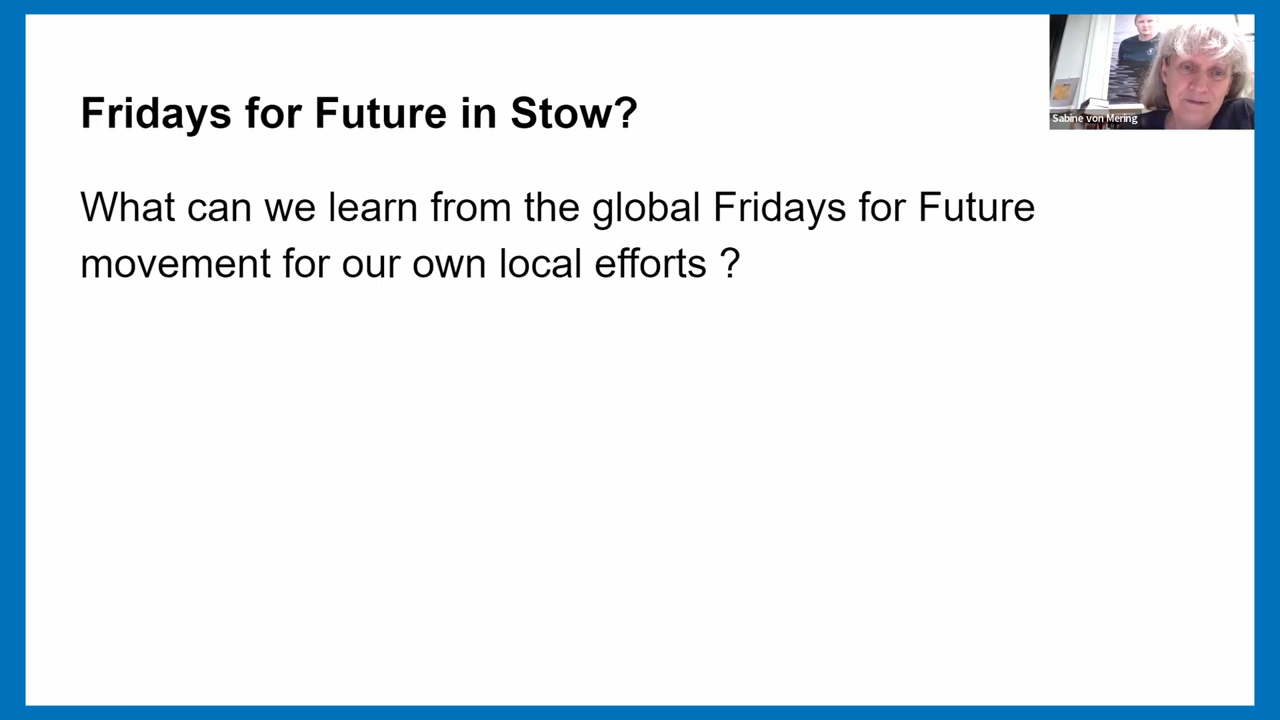 Fridays for Future in Stow?
What can we learn from the global Fridays for Future
movement for our own local efforts ?
Sabine von Mering